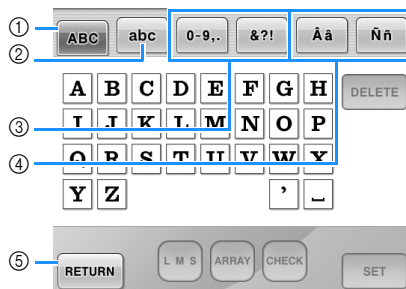 ① ABC abc 0~9,. &?! Ââ Ññ
②
A B C D E F G H DELETE
③ I J K L M N O P
④ Q R S T U V W X
Y Z ’ ⎵
⑤ RETURN L M S ARRAY CHECK SET